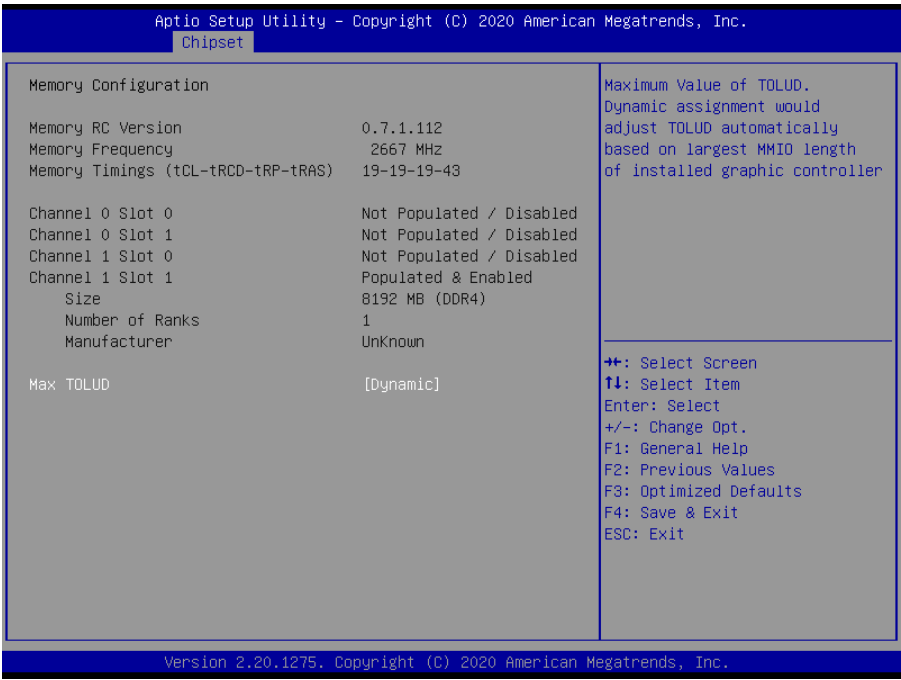 Aptio Setup Utility – Copyright (C) 2020 American Megatrends, Inc.
Chipset
Memory Configuration
Memory RC Version 0.7.1.112
Memory Frequency 2667 MHz
Memory Timings (tCL-tRCD-tRP-tRAS) 19-19-19-43
Channel 0 Slot 0 Not Populated / Disabled
Channel 0 Slot 1 Not Populated / Disabled
Channel 1 Slot 0 Not Populated / Disabled
Channel 1 Slot 1 Populated & Enabled
Size 8192 MB (DDR4)
Number of Ranks 1
Manufacturer UnKnown
Max TOLUD [Dynamic]
Maximum Value of TOLUD.
Dynamic assignment would
adjust TOLUD automatically
based on largest MMIO length
of installed graphic controller
→←: Select Screen
↑↓: Select Item
Enter: Select
+/-: Change Opt.
F1: General Help
F2: Previous Values
F3: Optimized Defaults
F4: Save & Exit
ESC: Exit
Version 2.20.1275. Copyright (C) 2020 American Megatrends, Inc.